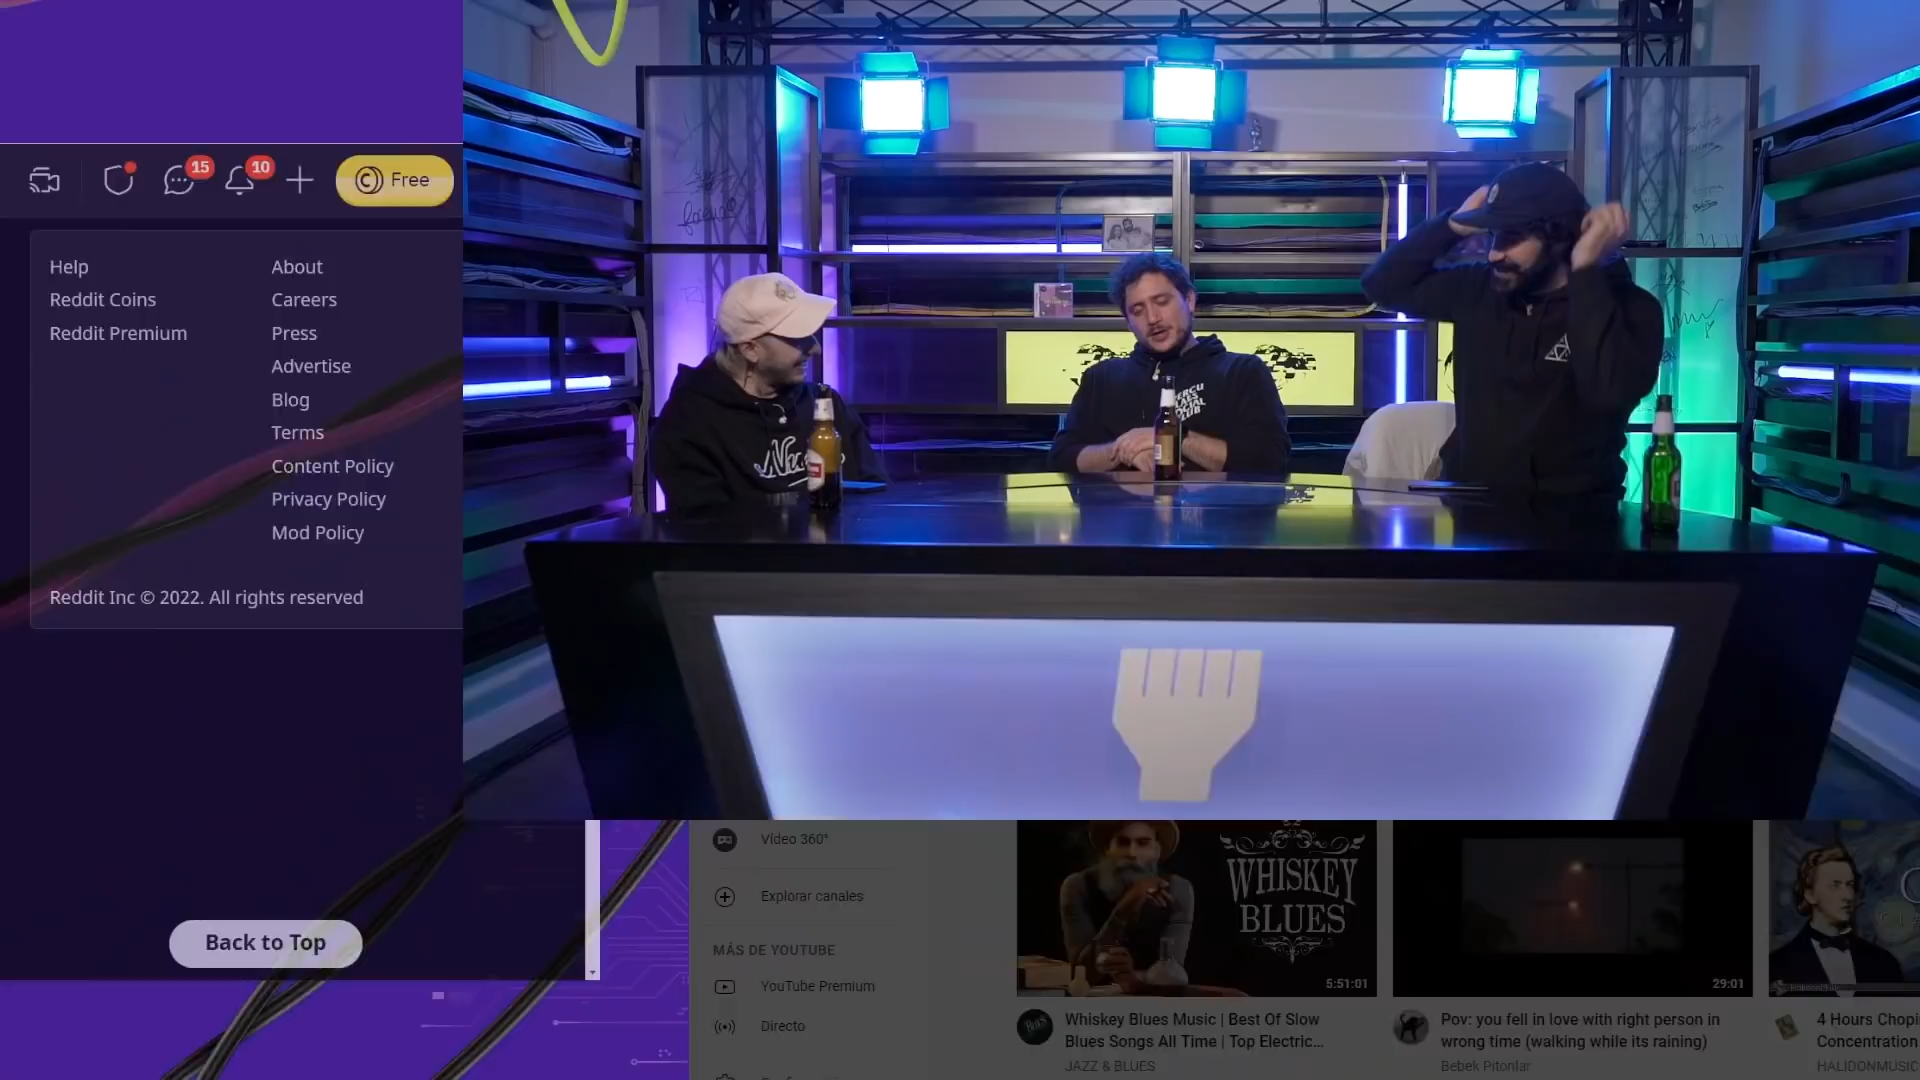 15
10
Free
Help
About
Reddit Coins
Careers
Reddit Premium
Press
Advertise
Blog
Terms
Content Policy
Privacy Policy
Mod Policy
Reddit Inc © 2022. All rights reserved
Back to Top
SOCIAL
CLUB
Vídeo 360°
Explorar canales
MÁS DE YOUTUBE
YouTube Premium
Directo
WHISKEY
BLUES
5:51:01
Whiskey Blues Music | Best Of Slow
Blues Songs All Time | Top Electric...
JAZZ & BLUES
29:01
Pov: you fell in love with right person in
wrong time (walking while its raining)
Bebek Pitonlar
4 Hours Chopi
Concentration
HALIDONMUSIC